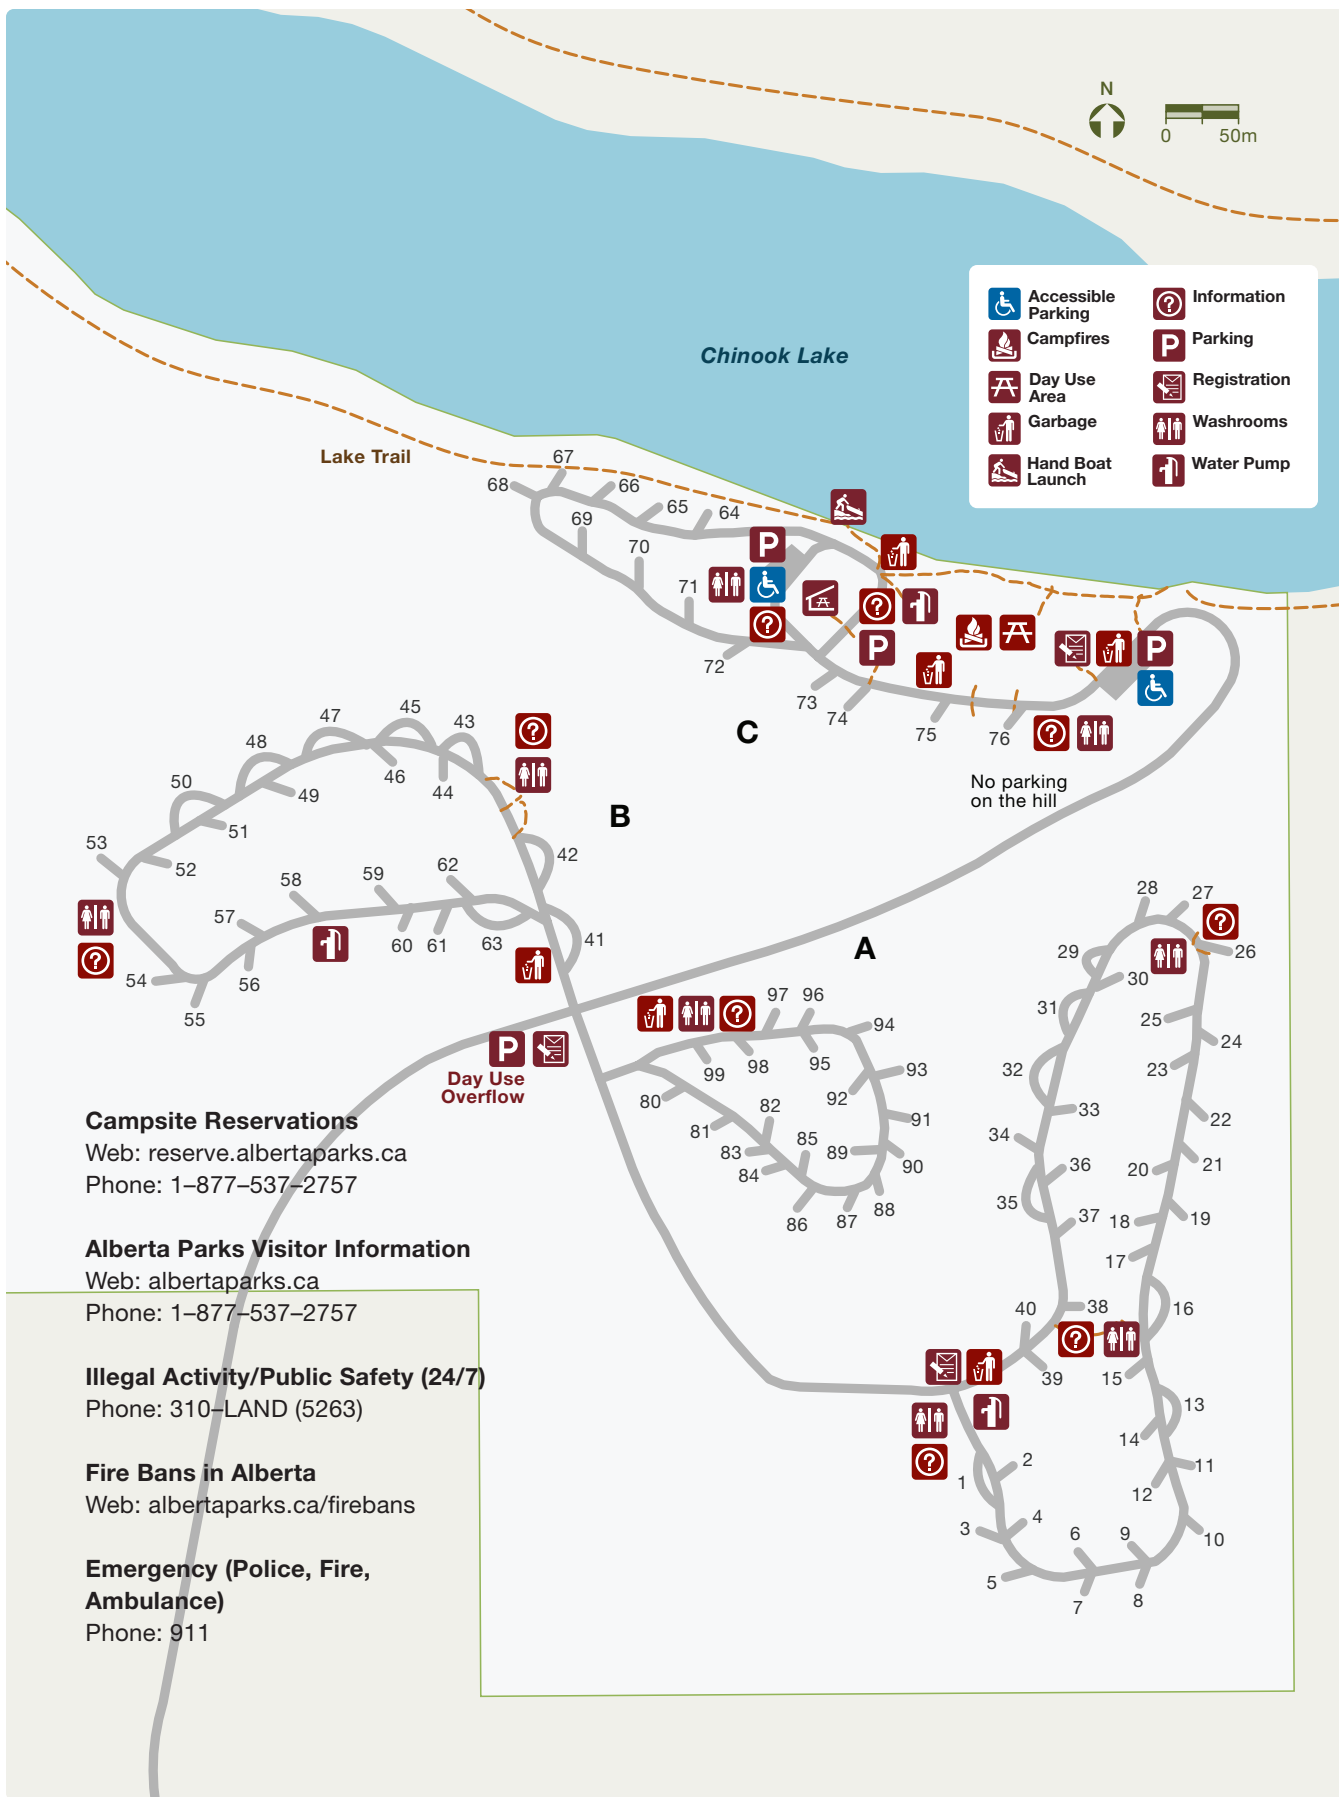 N
0 50m
Accessible
Parking
Campfires
Day Use
Area
Garbage
Hand Boat
Launch
Information
Parking
Registration
Washrooms
Water Pump
Chinook Lake
Lake Trail
67
68
66
65
64
69
70
71
72
73
74
75
76
P
P
P
C
No parking
on the hill
47
45
43
48
46
44
50
49
51
53
52
42
B
62
59
58
57
60
61
63
41
54
56
55
P
Day Use
Overflow
A
28
27
26
29
30
31
25
24
32
23
33
22
34
36
20
21
35
37
18
19
17
40
38
16
39
15
13
14
11
12
10
2
1
3
4
6
9
5
7
8
97
96
94
99
98
95
93
80
92
82
91
81
85
83
89
84
90
86
87
88
Campsite Reservations
Web: reserve.albertaparks.ca
Phone: 1–877–537–2757
Alberta Parks Visitor Information
Web: albertaparks.ca
Phone: 1–877–537–2757
Illegal Activity/Public Safety (24/7)
Phone: 310–LAND (5263)
Fire Bans in Alberta
Web: albertaparks.ca/firebans
Emergency (Police, Fire,
Ambulance)
Phone: 911